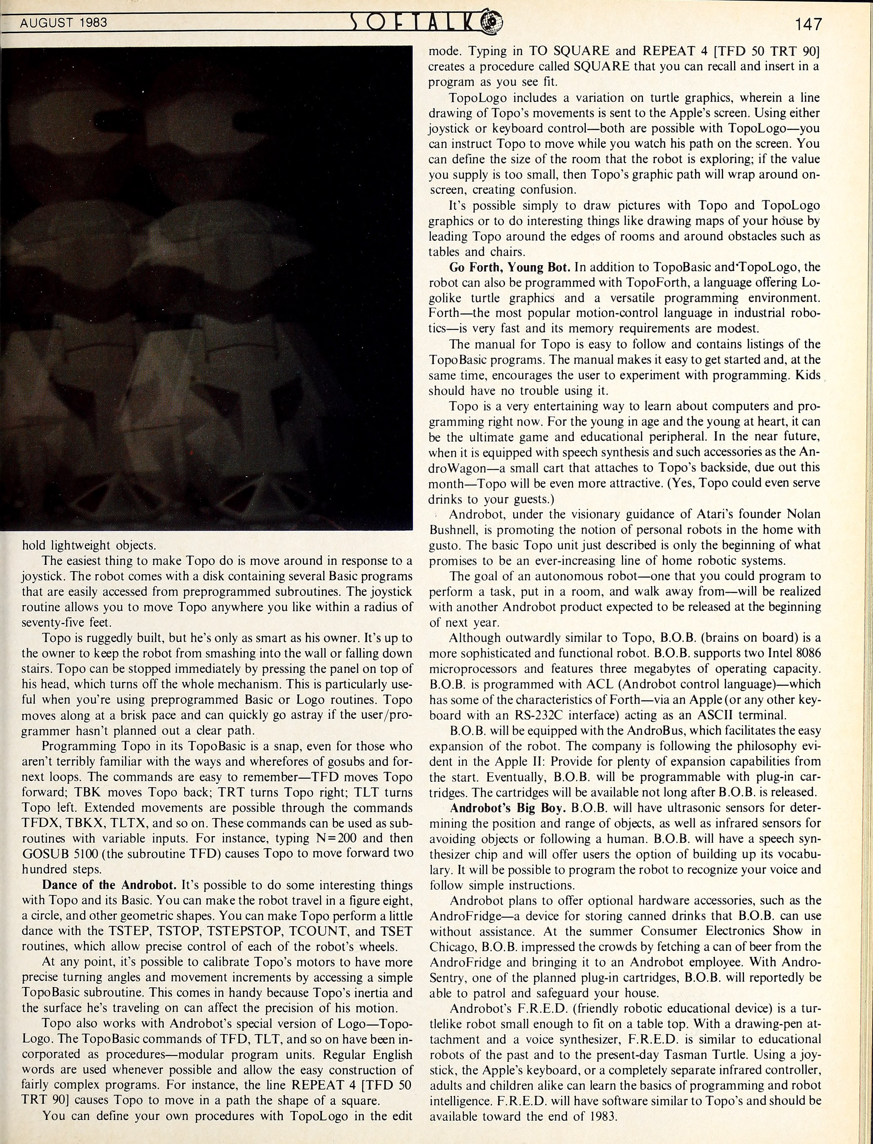 AUGUST 1983
SOFTALK
147
hold lightweight objects.
The easiest thing to make Topo do is move around in response to a
joystick. The robot comes with a disk containing several Basic programs
that are easily accessed from preprogrammed subroutines. The joystick
routine allows you to move Topo anywhere you like within a radius of
seventy-five feet.
Topo is ruggedly built, but he's only as smart as his owner. It's up to
the owner to keep the robot from smashing into the wall or falling down
stairs. Topo can be stopped immediately by pressing the panel on top of
his head, which turns off the whole mechanism. This is particularly use-
ful when you're using preprogrammed Basic or Logo routines. Topo
moves along at a brisk pace and can quickly go astray if the user/pro-
grammer hasn't planned out a clear path.
Programming Topo in its TopoBasic is a snap, even for those who
aren't terribly familiar with the ways and wherefores of gosubs and for-
next loops. The commands are easy to remember—TFD moves Topo
forward; TBK moves Topo back; TRT turns Topo right; TLT turns
Topo left. Extended movements are possible through the commands
TFDX, TBKX, TLTX, and so on. These commands can be used as sub-
routines with variable inputs. For instance, typing N=200 and then
GOSUB 5100 (the subroutine TFD) causes Topo to move forward two
hundred steps.
Dance of the Androbot. It's possible to do some interesting things
with Topo and its Basic. You can make the robot travel in a figure eight,
a circle, and other geometric shapes. You can make Topo perform a little
dance with the TSTEP, TSTOP, TSTEPSTOP, TCOUNT, and TSET
routines, which allow precise control of each of the robot's wheels.
At any point, it's possible to calibrate Topo's motors to have more
precise turning angles and movement increments by accessing a simple
TopoBasic subroutine. This comes in handy because Topo's inertia and
the surface he's traveling on can affect the precision of his motion.
Topo also works with Androbot's special version of Logo—Topo-
Logo. The TopoBasic commands of TFD, TLT, and so on have been in-
corporated as procedures—modular program units. Regular English
words are used whenever possible and allow the easy construction of
fairly complex programs. For instance, the line REPEAT 4 [TFD 50
TRT 90] causes Topo to move in a path the shape of a square.
You can define your own procedures with TopoLogo in the edit
mode. Typing in TO SQUARE and REPEAT 4 [TFD 50 TRT 90]
creates a procedure called SQUARE that you can recall and insert in a
program as you see fit.
TopoLogo includes a variation on turtle graphics, wherein a line
drawing of Topo's movements is sent to the Apple's screen. Using either
joystick or keyboard control—both are possible with TopoLogo—you
can instruct Topo to move while you watch his path on the screen. You
can define the size of the room that the robot is exploring; if the value
you supply is too small, then Topo's graphic path will wrap around on-
screen, creating confusion.
It's possible simply to draw pictures with Topo and TopoLogo
graphics or to do interesting things like drawing maps of your house by
leading Topo around the edges of rooms and around obstacles such as
tables and chairs.
Go Forth, Young Bot. In addition to TopoBasic and TopoLogo, the
robot can also be programmed with TopoForth, a language offering Lo-
golike turtle graphics and a versatile programming environment.
Forth—the most popular motion-control language in industrial robo-
tics—is very fast and its memory requirements are modest.
The manual for Topo is easy to follow and contains listings of the
TopoBasic programs. The manual makes it easy to get started and, at the
same time, encourages the user to experiment with programming. Kids
should have no trouble using it.
Topo is a very entertaining way to learn about computers and pro-
gramming right now. For the young in age and the young at heart, it can
be the ultimate game and educational peripheral. In the near future,
when it is equipped with speech synthesis and such accessories as the An-
droWagon—a small cart that attaches to Topo's backside, due out this
month—Topo will be even more attractive. (Yes, Topo could even serve
drinks to your guests.)
Androbot, under the visionary guidance of Atari's founder Nolan
Bushnell, is promoting the notion of personal robots in the home with
gusto. The basic Topo unit just described is only the beginning of what
promises to be an ever-increasing line of home robotic systems.
The goal of an autonomous robot—one that you could program to
perform a task, put in a room, and walk away from—will be realized
with another Androbot product expected to be released at the beginning
of next year.
Although outwardly similar to Topo, B.O.B. (brains on board) is a
more sophisticated and functional robot. B.O.B. supports two Intel 8086
microprocessors and features three megabytes of operating capacity.
B.O.B. is programmed with ACL (Androbot control language)—which
has some of the characteristics of Forth—via an Apple (or any other key-
board with an RS-232C interface) acting as an ASCII terminal.
B.O.B. will be equipped with the AndroBus, which facilitates the easy
expansion of the robot. The company is following the philosophy evi-
dent in the Apple II: Provide for plenty of expansion capabilities from
the start. Eventually, B.O.B. will be programmable with plug-in car-
tridges. The cartridges will be available not long after B.O.B. is released.
Androbot's Big Boy. B.O.B. will have ultrasonic sensors for deter-
mining the position and range of objects, as well as infrared sensors for
avoiding objects or following a human. B.O.B. will have a speech syn-
thesizer chip and will offer users the option of building up its vocabu-
lary. It will be possible to program the robot to recognize your voice and
follow simple instructions.
Androbot plans to offer optional hardware accessories, such as the
AndroFridge—a device for storing canned drinks that B.O.B. can use
without assistance. At the summer Consumer Electronics Show in
Chicago, B.O.B. impressed the crowds by fetching a can of beer from the
AndroFridge and bringing it to an Androbot employee. With Andro-
Sentry, one of the planned plug-in cartridges, B.O.B. will reportedly be
able to patrol and safeguard your house.
Androbot's F.R.E.D. (friendly robotic educational device) is a tur-
tlelike robot small enough to fit on a table top. With a drawing-pen at-
tachment and a voice synthesizer, F.R.E.D. is similar to educational
robots of the past and to the present-day Tasman Turtle. Using a joy-
stick, the Apple's keyboard, or a completely separate infrared controller,
adults and children alike can learn the basics of programming and robot
intelligence. F.R.E.D. will have software similar to Topo's and should be
available toward the end of 1983.